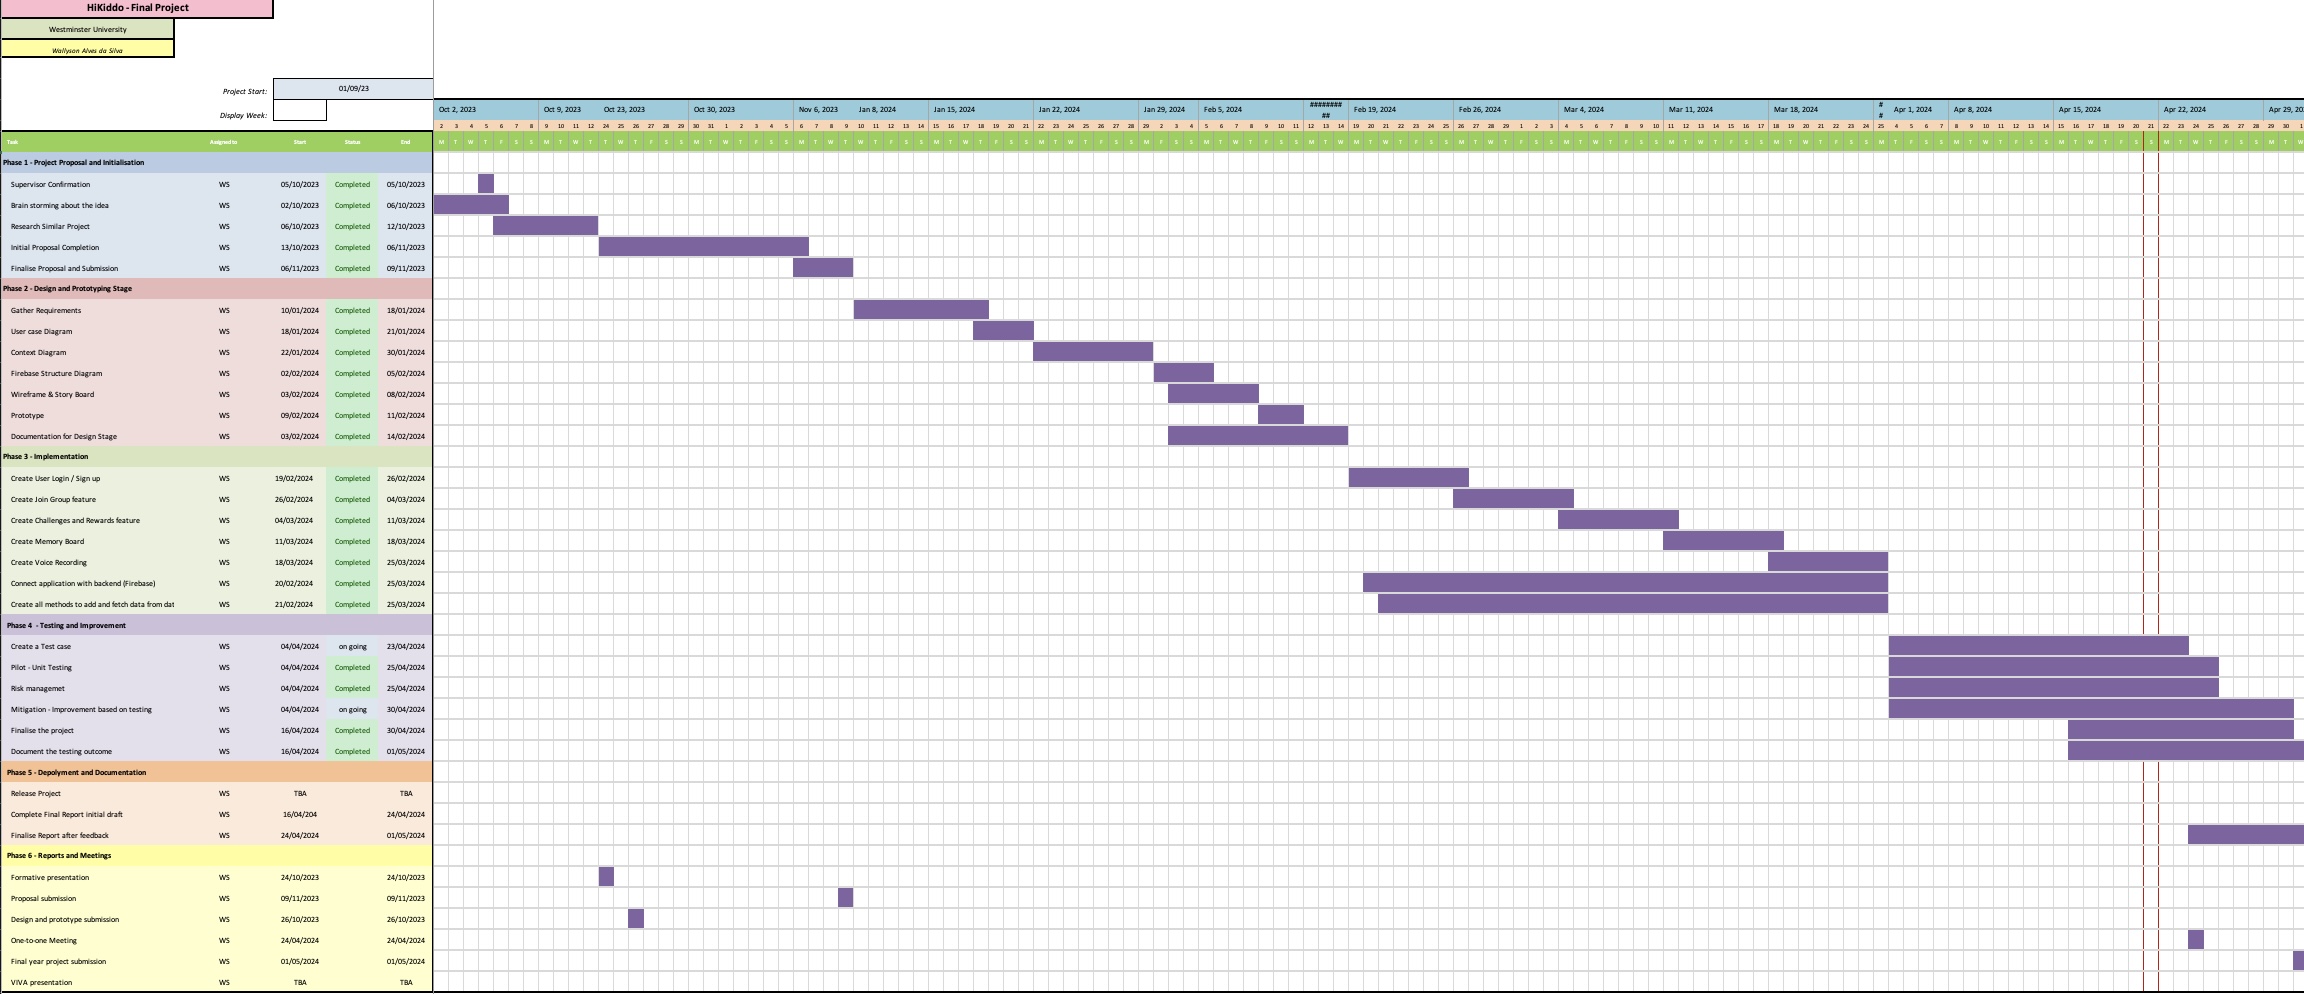 HiKiddo - Final Project
Westminster University
Wallyson Alves da Silva
Project Start: 01/09/23
Display Week:
Oct 2, 2023 Oct 9, 2023 Oct 23, 2023 Oct 30, 2023 Nov 6, 2023 Jan 8, 2024 Jan 15, 2024 Jan 22, 2024 Jan 29, 2024 Feb 5, 2024 ######## ## Feb 19, 2024 Feb 26, 2024 Mar 4, 2024 Mar 11, 2024 Mar 18, 2024 # # Apr 1, 2024 Apr 8, 2024 Apr 15, 2024 Apr 22, 2024 Apr 29, 20
2 3 4 5 6 7 8 9 10 11 12 24 25 26 27 28 29 30 31 1 2 3 4 5 6 7 8 9 10 11 12 13 14 15 16 17 18 19 20 21 22 23 24 25 26 27 28 29 2 3 4 5 6 7 8 9 10 11 12 13 14 19 20 21 22 23 24 25 26 27 28 29 1 2 3 4 5 6 7 8 9 10 11 12 13 14 15 16 17 18 19 20 21 22 23 24 25 4 5 6 7 8 9 10 11 12 13 14 15 16 17 18 19 20 21 22 23 24 25 26 27 28 29 30 1
Task Assigned to Start Status End
Phase 1 - Project Proposal and Initialisation
Supervisor Confirmation WS 05/10/2023 Completed 05/10/2023
Brain storming about the idea WS 02/10/2023 Completed 06/10/2023
Research Similar Project WS 06/10/2023 Completed 12/10/2023
Initial Proposal Completion WS 13/10/2023 Completed 06/11/2023
Finalise Proposal and Submission WS 06/11/2023 Completed 09/11/2023
Phase 2 - Design and Prototyping Stage
Gather Requirements WS 10/01/2024 Completed 18/01/2024
User case Diagram WS 18/01/2024 Completed 21/01/2024
Context Diagram WS 22/01/2024 Completed 30/01/2024
Firebase Structure Diagram WS 02/02/2024 Completed 05/02/2024
Wireframe & Story Board WS 03/02/2024 Completed 08/02/2024
Prototype WS 09/02/2024 Completed 11/02/2024
Documentation for Design Stage WS 03/02/2024 Completed 14/02/2024
Phase 3 - Implementation
Create User Login / Sign up WS 19/02/2024 Completed 26/02/2024
Create Join Group feature WS 26/02/2024 Completed 04/03/2024
Create Challenges and Rewards feature WS 04/03/2024 Completed 11/03/2024
Create Memory Board WS 11/03/2024 Completed 18/03/2024
Create Voice Recording WS 18/03/2024 Completed 25/03/2024
Connect application with backend (Firebase) WS 20/02/2024 Completed 25/03/2024
Create all methods to add and fetch data from dat WS 21/02/2024 Completed 25/03/2024
Phase 4 - Testing and Improvement
Create a Test case WS 04/04/2024 on going 23/04/2024
Pilot - Unit Testing WS 04/04/2024 Completed 25/04/2024
Risk managemet WS 04/04/2024 Completed 25/04/2024
Mitigation - Improvement based on testing WS 04/04/2024 on going 30/04/2024
Finalise the project WS 16/04/2024 Completed 30/04/2024
Document the testing outcome WS 16/04/2024 Completed 01/05/2024
Phase 5 - Depolyment and Documentation
Release Project WS TBA TBA
Complete Final Report initial draft WS 16/04/204 24/04/2024
Finalise Report after feedback WS 24/04/2024 01/05/2024
Phase 6 - Reports and Meetings
Formative presentation WS 24/10/2023 24/10/2023
Proposal submission WS 09/11/2023 09/11/2023
Design and prototype submission WS 26/10/2023 26/10/2023
One-to-one Meeting WS 24/04/2024 24/04/2024
Final year project submission WS 01/05/2024 01/05/2024
VIVA presentation WS TBA TBA